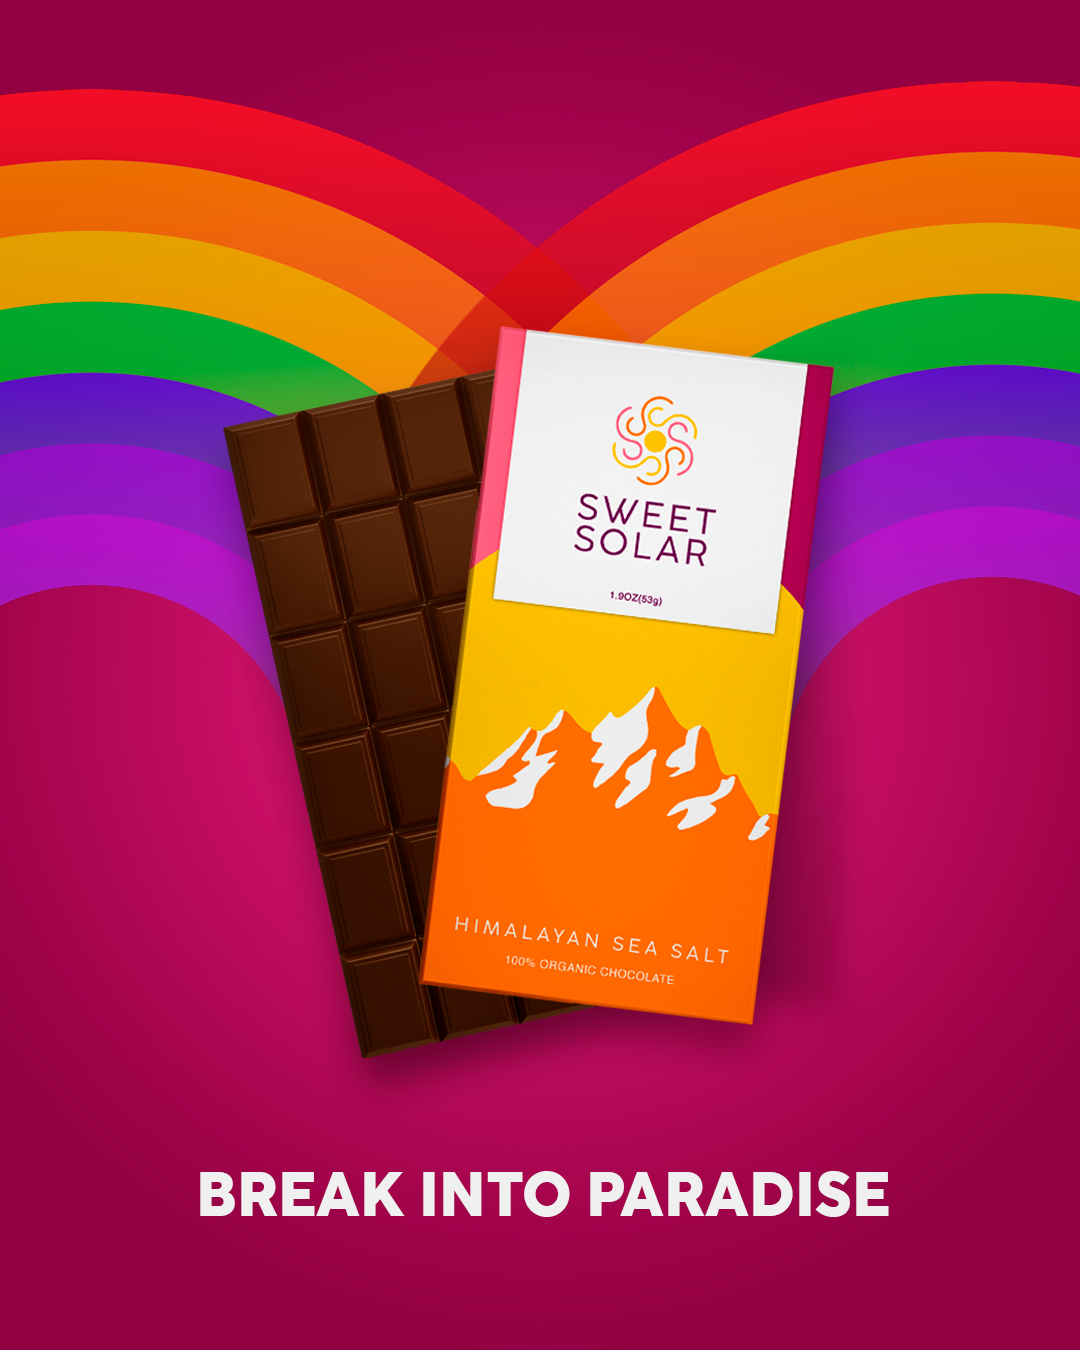 SWEET
SOLAR
1.9OZ(53g)
HIMALAYAN SEA SALT
100% ORGANIC CHOCOLATE
BREAK INTO PARADISE